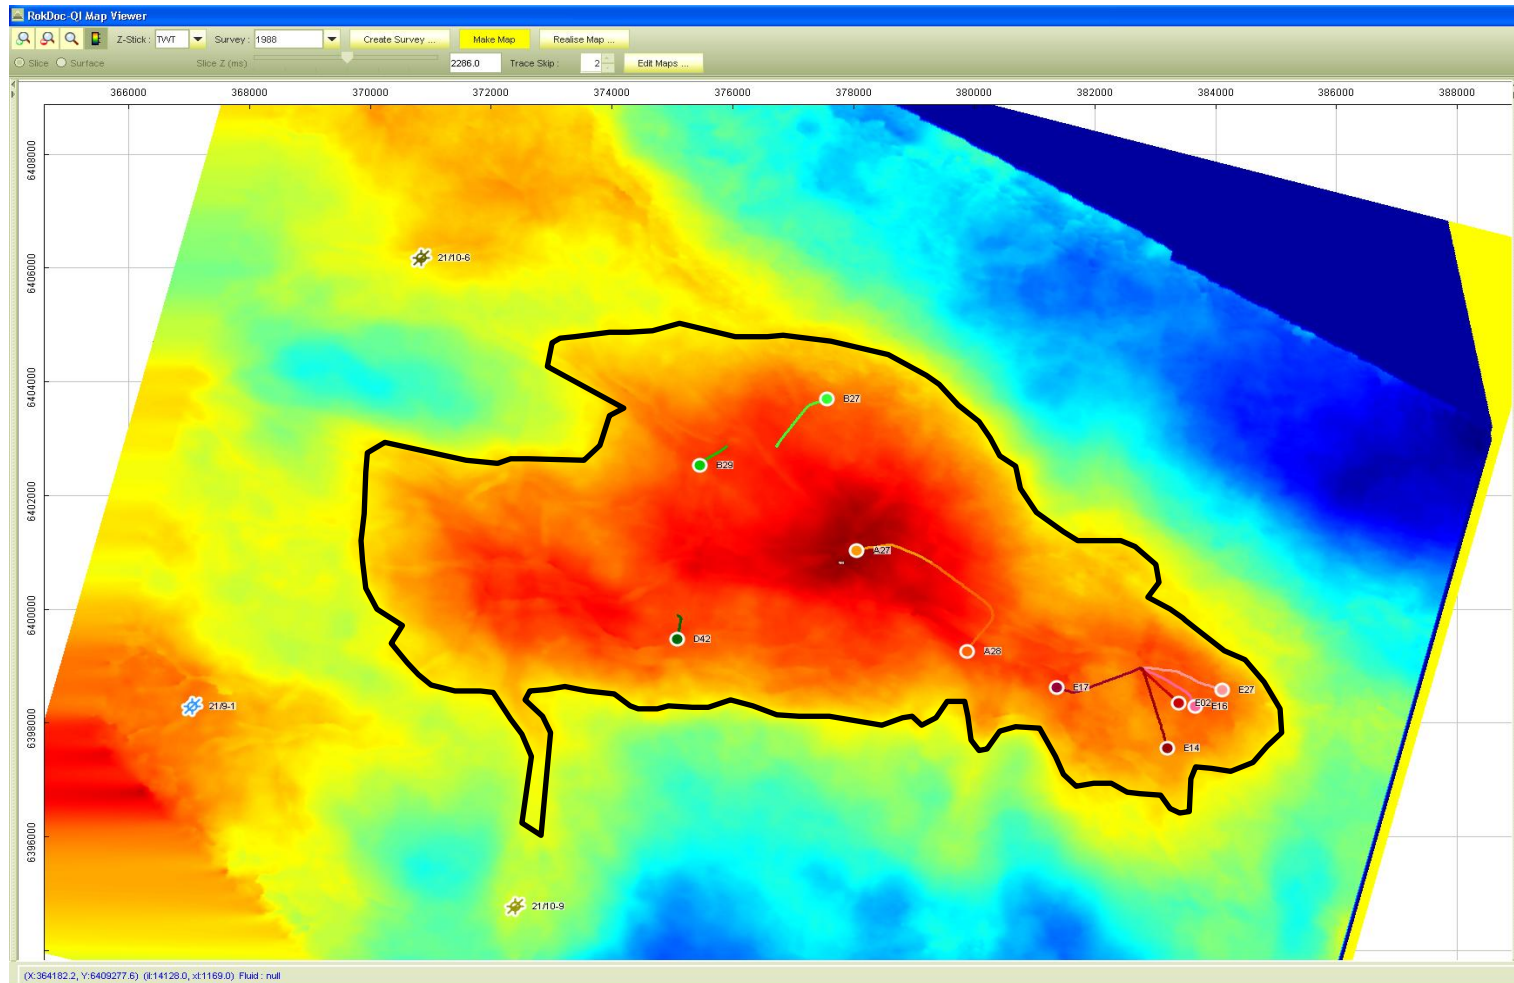 RokDoc-QI Map Viewer
Z-Stick : TWT Survey : 1988 Create Survey ... Make Map Realise Map ...
Slice Surface Slice Z (ms) 2286.0 Trace Skip : 2 Edit Maps ...
366000 368000 370000 372000 374000 376000 378000 380000 382000 384000 386000 388000
6408000
6406000
21/10-6
6404000
B27
B29
6402000
A27
6400000
D42
A28
E17
E27
21/9-1
E02
E16
6398000
E14
6396000
21/10-9
(X:364182.2, Y:6409277.6) (il:14128.0, xl:1169.0) Fluid : null